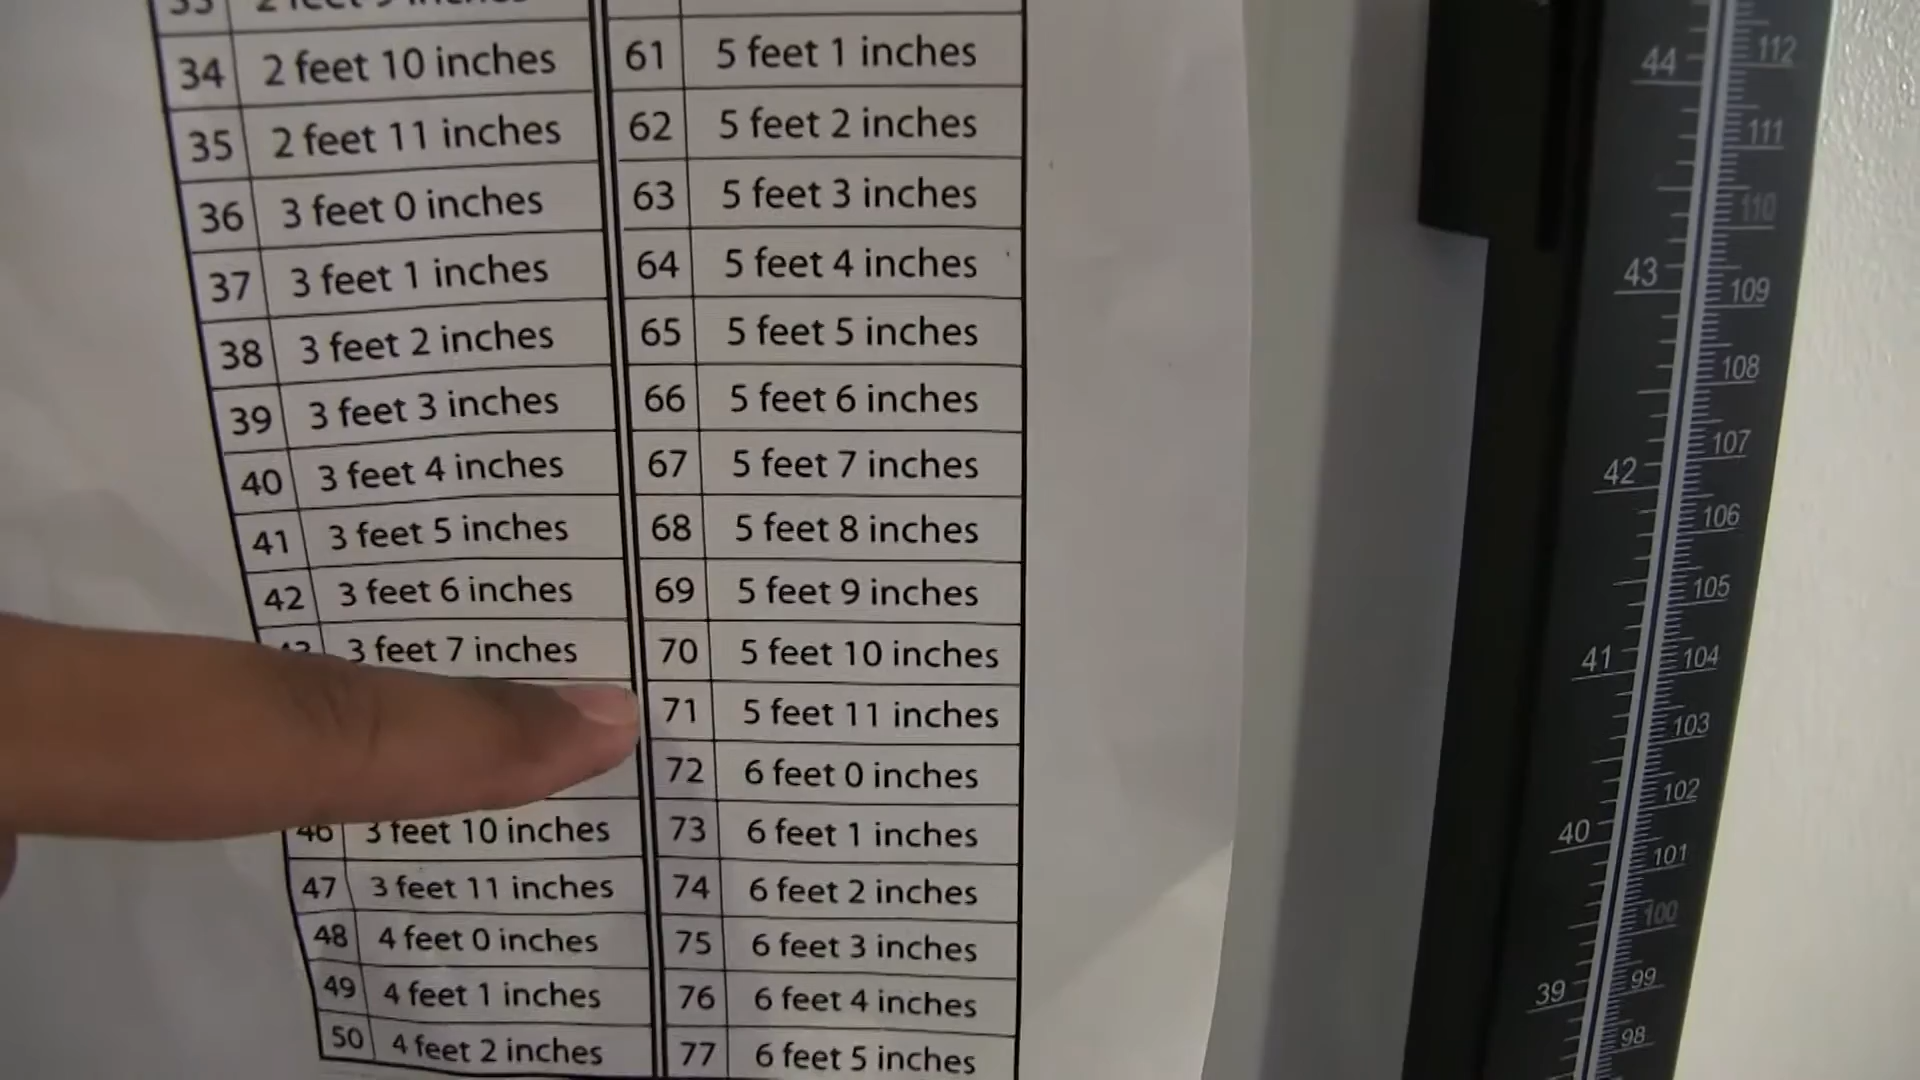 34 2 feet 10 inches
35 2 feet 11 inches
36 3 feet 0 inches
37 3 feet 1 inches
38 3 feet 2 inches
39 3 feet 3 inches
40 3 feet 4 inches
41 3 feet 5 inches
42 3 feet 6 inches
3 feet 7 inches
46 3 feet 10 inches
47 3 feet 11 inches
48 4 feet 0 inches
49 4 feet 1 inches
50 4 feet 2 inches
61 5 feet 1 inches
62 5 feet 2 inches
63 5 feet 3 inches
64 5 feet 4 inches
65 5 feet 5 inches
66 5 feet 6 inches
67 5 feet 7 inches
68 5 feet 8 inches
69 5 feet 9 inches
70 5 feet 10 inches
71 5 feet 11 inches
72 6 feet 0 inches
73 6 feet 1 inches
74 6 feet 2 inches
75 6 feet 3 inches
76 6 feet 4 inches
77 6 feet 5 inches
44
43
42
41
40
39
112
111
110
109
108
107
106
105
104
103
102
101
100
99
98